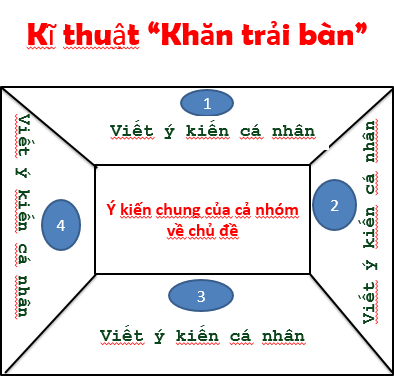 Kĩ thuật “Khăn trải bàn”
1
Viết ý kiến cá nhân
2
Viết ý kiến cá nhân
Ý kiến chung của cả nhóm
về chủ đề
3
Viết ý kiến cá nhân
4
Viết ý kiến cá nhân